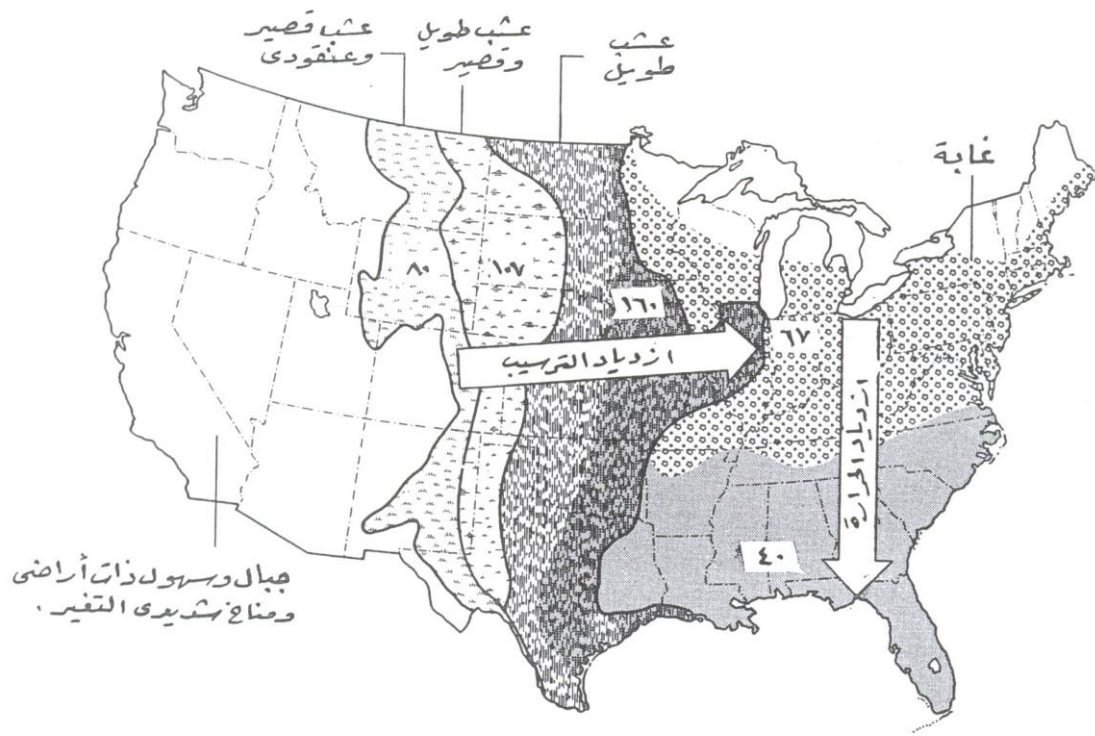 عشب قصير
وعنقودى
عشب طويل
وقصير
عشب
طويل
غابة
٨٠
١٠٧
١٦٠
٦٧
ازدياد الترسيب
ازدياد الحرارة
٤٠
جبال وسهول ذات أراضى
ومناخ شديدى التغير .